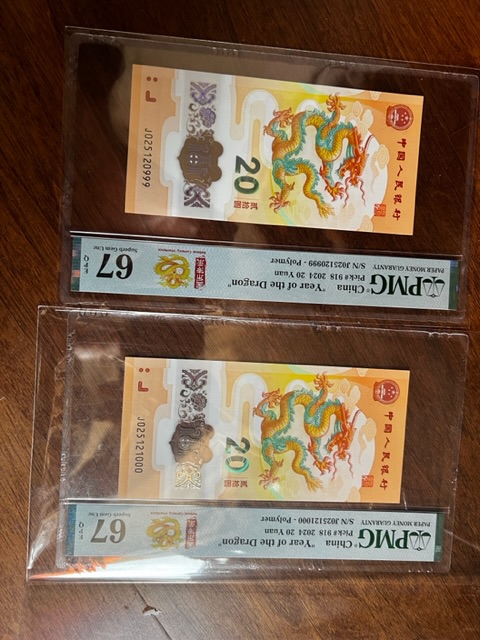 中国人民银行
20
贰拾圆
J025120999
PMG
PAPER MONEY GUARANTY
China "Year of the Dragon"
Pick# 918 2024 20 Yuan
S/N J025120999 - Polymer
67
Superb Gem Unc
中国人民银行
20
贰拾圆
J025121000
PMG
PAPER MONEY GUARANTY
China "Year of the Dragon"
Pick# 918 2024 20 Yuan
S/N J025121000 - Polymer
67
Superb Gem Unc